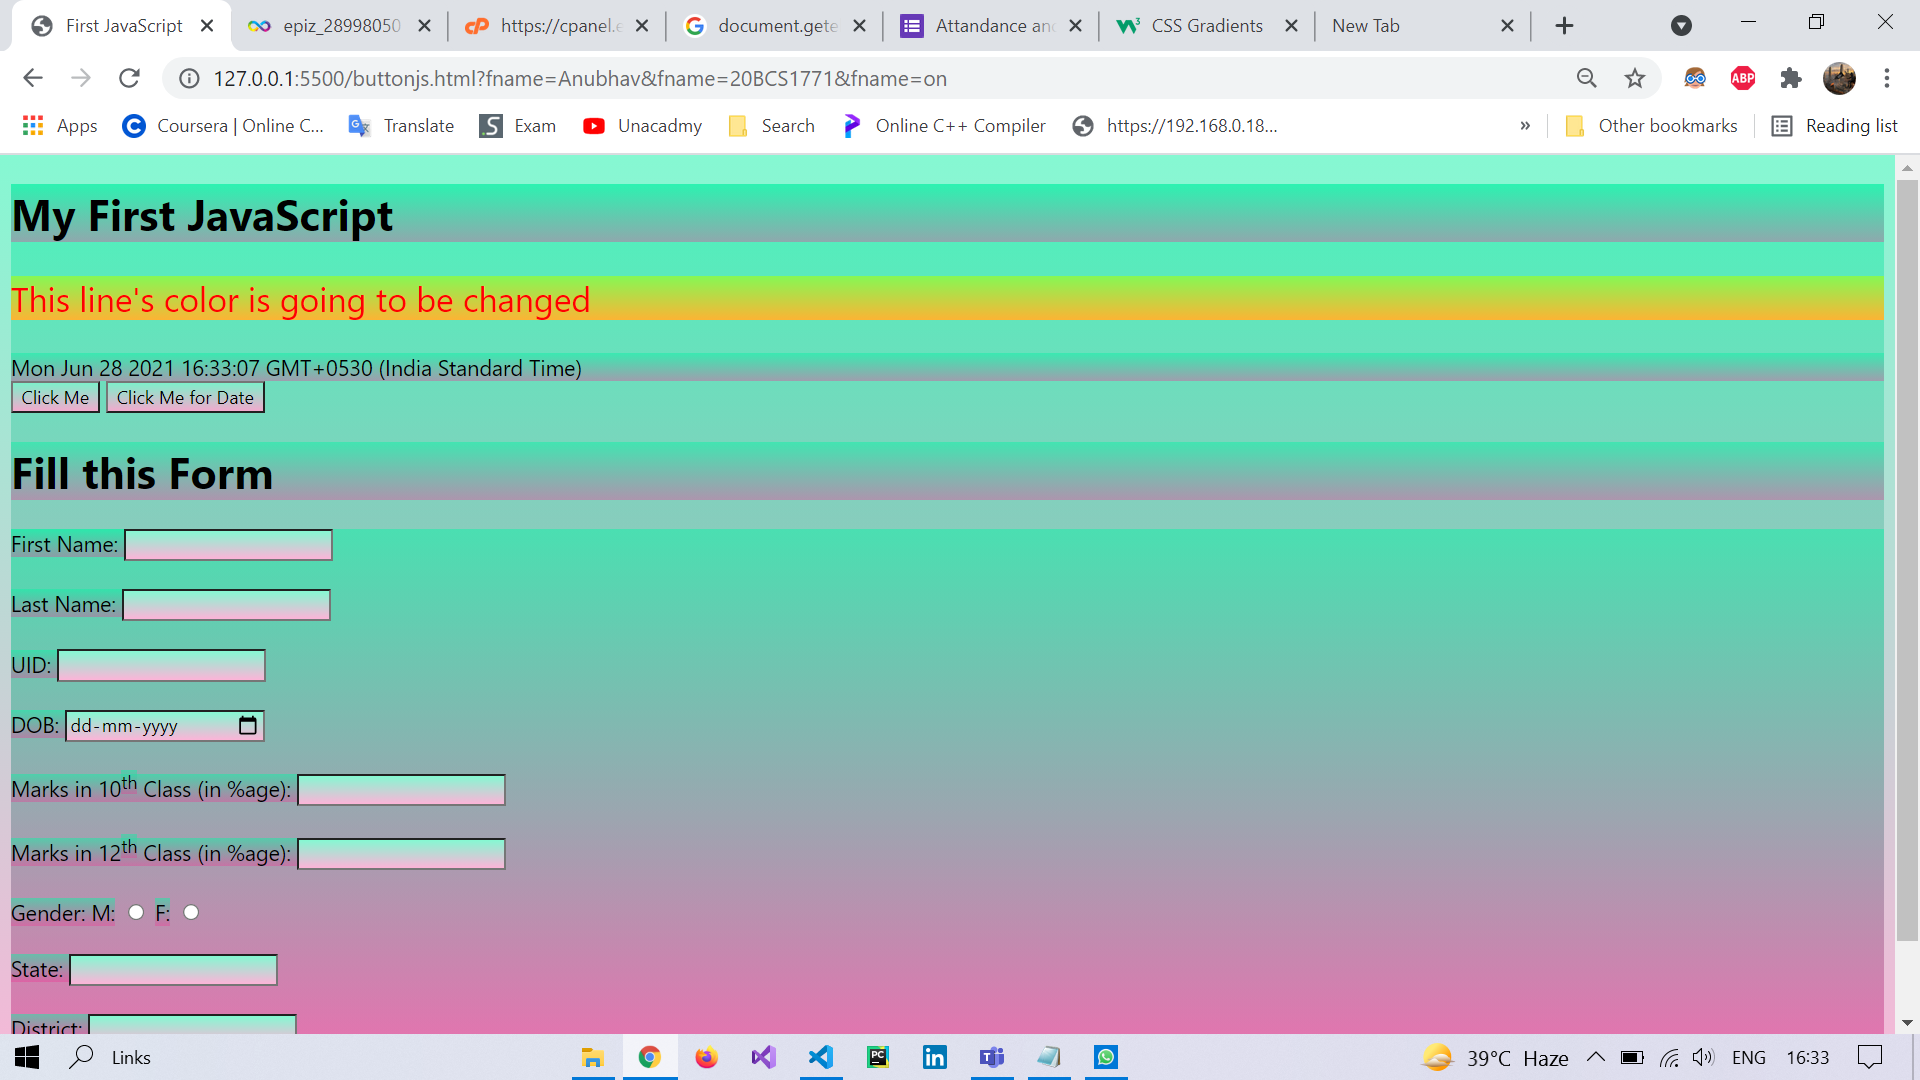 First JavaScript
epiz_28998050
https://cpanel.e
document.gete
Attandance an
CSS Gradients
New Tab
127.0.0.1:5500/buttonjs.html?fname=Anubhav&fname=20BCS1771&fname=on
ABP
Apps
Coursera | Online C...
Translate
Exam
Unacadmy
Search
Online C++ Compiler
https://192.168.0.18...
»
Other bookmarks
Reading list
My First JavaScript
This line's color is going to be changed
Mon Jun 28 2021 16:33:07 GMT+0530 (India Standard Time)
Click Me Click Me for Date
Fill this Form
First Name:
Last Name:
UID:
DOB: dd-mm-yyyy
Marks in 10th Class (in %age):
Marks in 12th Class (in %age):
Gender: M: F:
State:
District:
Links
39°C Haze
ENG
16:33